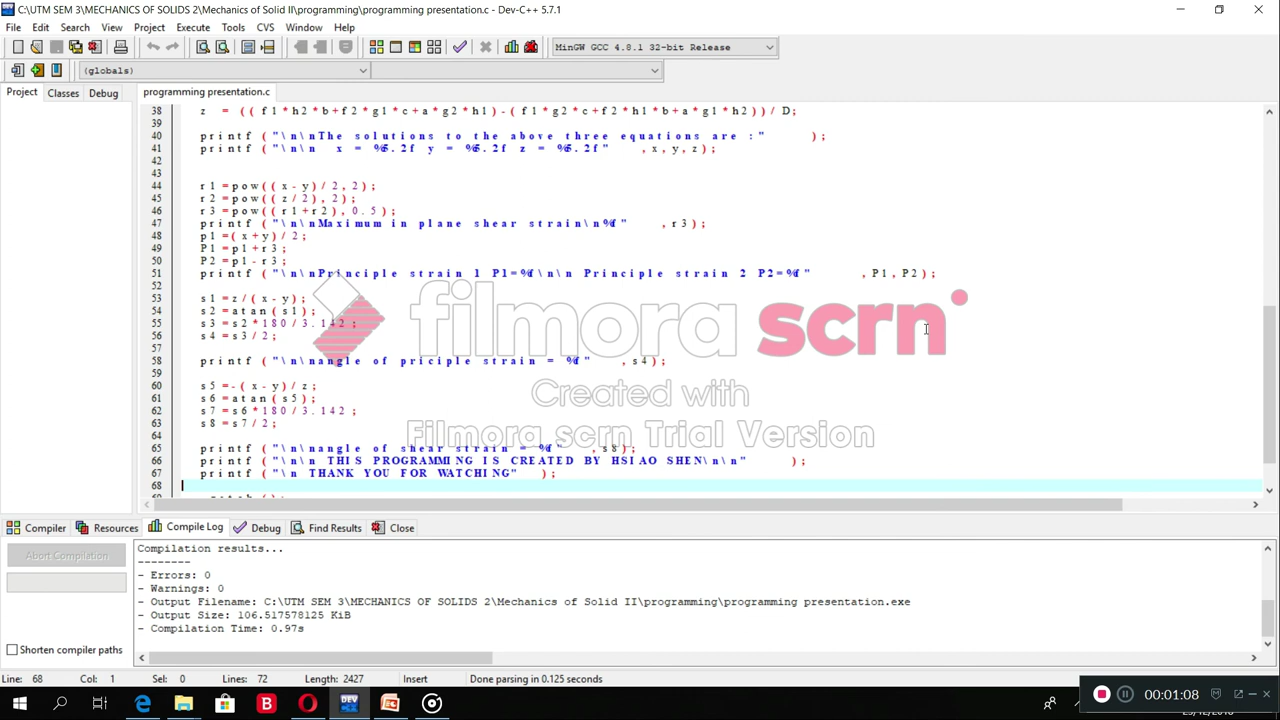 C:\UTM SEM 3\MECHANICS OF SOLIDS 2\Mechanics of Solid II\programming\programming presentation.c - Dev-C++ 5.7.1
File Edit Search View Project Execute Tools CVS Window Help
MinGW GCC 4.8.1 32-bit Release
(globals)
Project Classes Debug programming presentation.c
38 z = (( f1*h2*b+f2*g1*c+a*g2*h1)-(f1*g2*c+f2*h1*b+a*g1*h2))/ D;
39
40 printf ("\n\nThe solutions to the above three equations are :" );
41 printf ("\n\n x = %5.2f y = %5.2f z = %5.2f" ,x,y,z);
42
43
44 r1=pow((x-y)/2,2);
45 r2=pow((z/2),2);
46 r3=pow((r1+r2),0.5);
47 printf ("\n\nMaximum in plane shear strain\n%f" ,r3);
48 p1=(x+y)/2;
49 P1=p1+r3;
50 P2=p1-r3;
51 printf ("\n\nPrinciple strain 1 P1=%f\n\n Principle strain 2 P2=%f" ,P1,P2);
52
53 s1=z/(x-y);
54 s2=atan(s1);
55 s3=s2*180/3.142;
56 s4=s3/2;
57
58 printf ("\n\nangle of priciple strain = %f" ,s4);
59
60 s5=-(x-y)/z;
61 s6=atan(s5);
62 s7=s6*180/3.142;
63 s8=s7/2;
64
65 printf ("\n\nangle of shear strain = %f" ,s8);
66 printf ("\n\n THIS PROGRAMMING IS CREATED BY HSIAO SHEN\n\n" );
67 printf ("\n THANK YOU FOR WATCHING" );
68
filmora scrn
Created with
Filmora scrn Trial Version
Compiler Resources Compile Log Debug Find Results Close
Abort Compilation
Compilation results...
--------
- Errors: 0
- Warnings: 0
- Output Filename: C:\UTM SEM 3\MECHANICS OF SOLIDS 2\Mechanics of Solid II\programming\programming presentation.exe
- Output Size: 106.517578125 KiB
- Compilation Time: 0.97s
Shorten compiler paths
Line: 68 Col: 1 Sel: 0 Lines: 72 Length: 2427 Insert Done parsing in 0.125 seconds
00:01:08